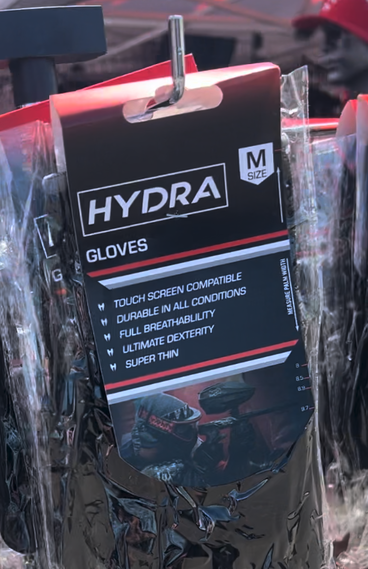 M
SIZE
HYDRA
GLOVES
TOUCH SCREEN COMPATIBLE
DURABLE IN ALL CONDITIONS
FULL BREATHABILITY
ULTIMATE DEXTERITY
SUPER THIN
MEASURE PALM WIDTH